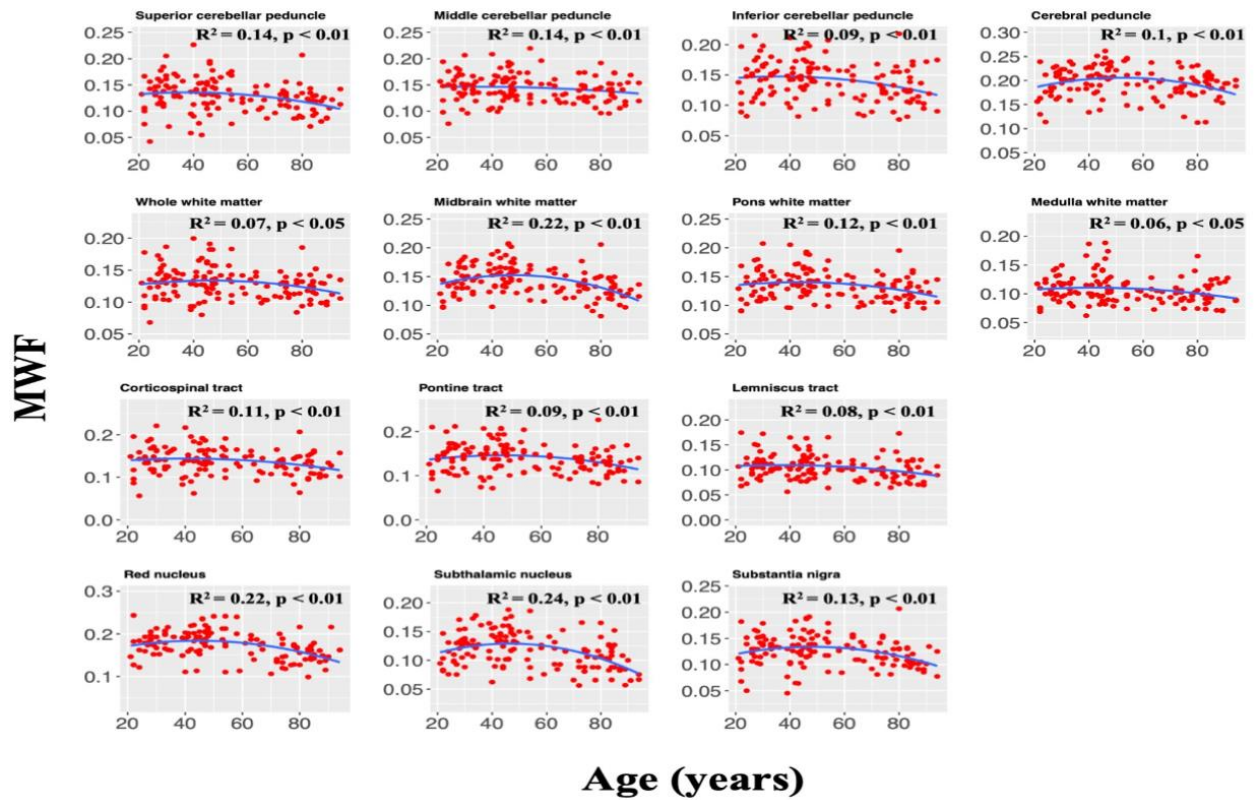 Superior cerebellar peduncle
R² = 0.14, p < 0.01
0.25
0.20
0.15
0.10
0.05
20 40 60 80
Middle cerebellar peduncle
R² = 0.14, p < 0.01
0.25
0.20
0.15
0.10
0.05
20 40 60 80
Inferior cerebellar peduncle
R² = 0.09, p < 0.01
0.20
0.15
0.10
0.05
20 40 60 80
Cerebral peduncle
R² = 0.1, p < 0.01
0.30
0.25
0.20
0.15
0.10
0.05
20 40 60 80
Whole white matter
R² = 0.07, p < 0.05
0.20
0.15
0.10
0.05
20 40 60 80
Midbrain white matter
R² = 0.22, p < 0.01
0.25
0.20
0.15
0.10
0.05
20 40 60 80
Pons white matter
R² = 0.12, p < 0.01
0.25
0.20
0.15
0.10
0.05
20 40 60 80
Medulla white matter
R² = 0.06, p < 0.05
0.20
0.15
0.10
0.05
20 40 60 80
MWF
Corticospinal tract
R² = 0.11, p < 0.01
0.2
0.1
0.0
20 40 60 80
Pontine tract
R² = 0.09, p < 0.01
0.2
0.1
0.0
20 40 60 80
Lemniscus tract
R² = 0.08, p < 0.01
0.20
0.15
0.10
0.05
0.00
20 40 60 80
Red nucleus
R² = 0.22, p < 0.01
0.3
0.2
0.1
20 40 60 80
Subthalamic nucleus
R² = 0.24, p < 0.01
0.20
0.15
0.10
0.05
20 40 60 80
Substantia nigra
R² = 0.13, p < 0.01
0.25
0.20
0.15
0.10
0.05
20 40 60 80
Age (years)